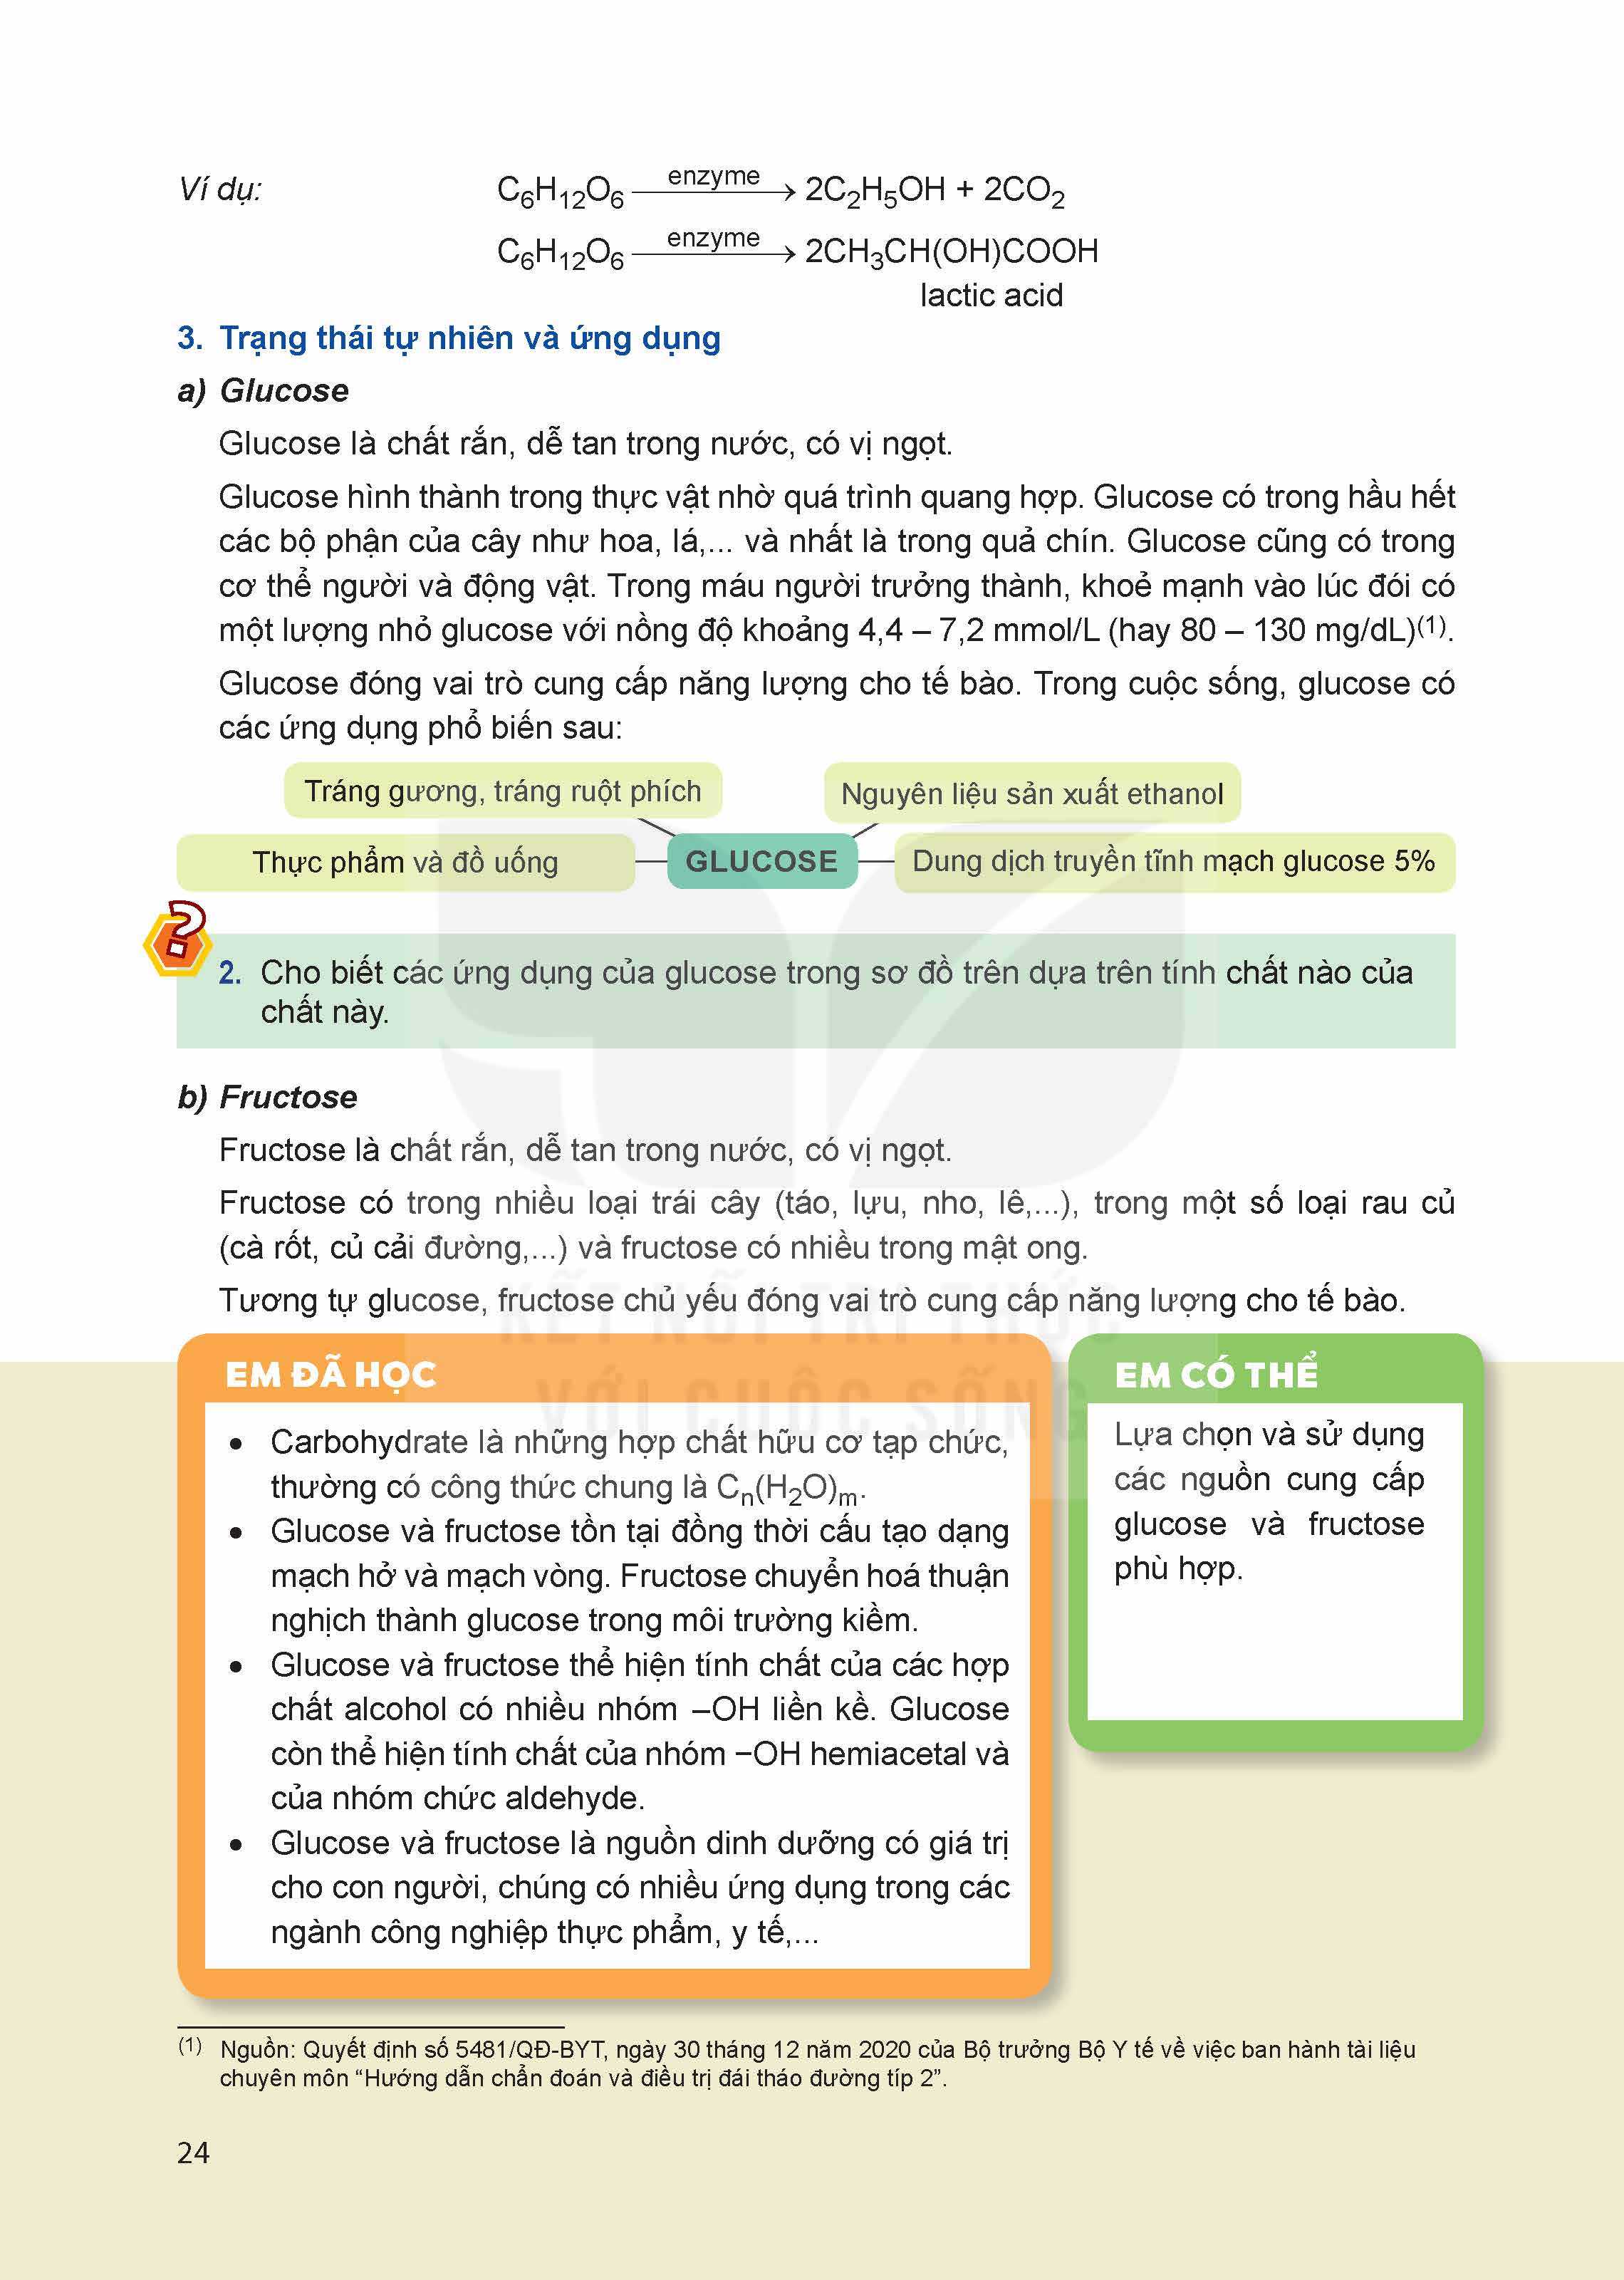 Ví dụ: C₆H₁₂O₆ —enzyme→ 2C₂H₅OH + 2CO₂
C₆H₁₂O₆ —enzyme→ 2CH₃CH(OH)COOH
lactic acid
3. Trạng thái tự nhiên và ứng dụng
a) Glucose
Glucose là chất rắn, dễ tan trong nước, có vị ngọt.
Glucose hình thành trong thực vật nhờ quá trình quang hợp. Glucose có trong hầu hết
các bộ phận của cây như hoa, lá,... và nhất là trong quả chín. Glucose cũng có trong
cơ thể người và động vật. Trong máu người trưởng thành, khoẻ mạnh vào lúc đói có
một lượng nhỏ glucose với nồng độ khoảng 4,4 – 7,2 mmol/L (hay 80 – 130 mg/dL)⁽¹⁾.
Glucose đóng vai trò cung cấp năng lượng cho tế bào. Trong cuộc sống, glucose có
các ứng dụng phổ biến sau:
Tráng gương, tráng ruột phích
Nguyên liệu sản xuất ethanol
Thực phẩm và đồ uống
GLUCOSE
Dung dịch truyền tĩnh mạch glucose 5%
?
2. Cho biết các ứng dụng của glucose trong sơ đồ trên dựa trên tính chất nào của
chất này.
b) Fructose
Fructose là chất rắn, dễ tan trong nước, có vị ngọt.
Fructose có trong nhiều loại trái cây (táo, lựu, nho, lê,...), trong một số loại rau củ
(cà rốt, củ cải đường,...) và fructose có nhiều trong mật ong.
Tương tự glucose, fructose chủ yếu đóng vai trò cung cấp năng lượng cho tế bào.
KẾT NỐI TRI THỨC
VỚI CUỘC SỐNG
EM ĐÃ HỌC
• Carbohydrate là những hợp chất hữu cơ tạp chức,
thường có công thức chung là Cₙ(H₂O)ₘ.
• Glucose và fructose tồn tại đồng thời cấu tạo dạng
mạch hở và mạch vòng. Fructose chuyển hoá thuận
nghịch thành glucose trong môi trường kiềm.
• Glucose và fructose thể hiện tính chất của các hợp
chất alcohol có nhiều nhóm –OH liền kề. Glucose
còn thể hiện tính chất của nhóm −OH hemiacetal và
của nhóm chức aldehyde.
• Glucose và fructose là nguồn dinh dưỡng có giá trị
cho con người, chúng có nhiều ứng dụng trong các
ngành công nghiệp thực phẩm, y tế,...
EM CÓ THỂ
Lựa chọn và sử dụng
các nguồn cung cấp
glucose và fructose
phù hợp.
(1) Nguồn: Quyết định số 5481/QĐ-BYT, ngày 30 tháng 12 năm 2020 của Bộ trưởng Bộ Y tế về việc ban hành tài liệu
chuyên môn “Hướng dẫn chẩn đoán và điều trị đái tháo đường típ 2”.
24